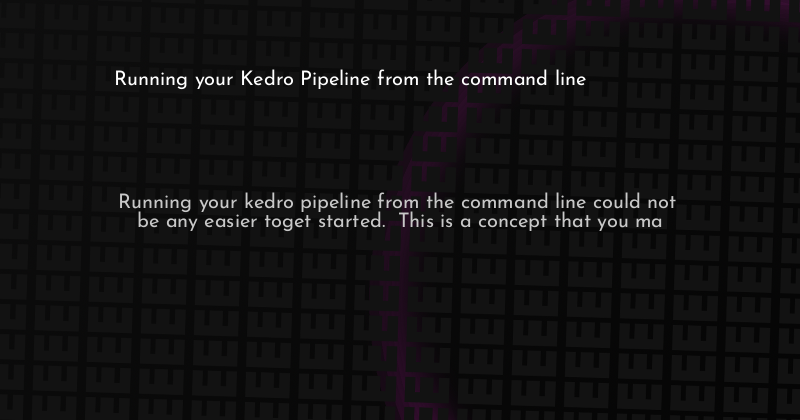 Running your Kedro Pipeline from the command line
Running your kedro pipeline from the command line could not
be any easier toget started.  This is a concept that you ma